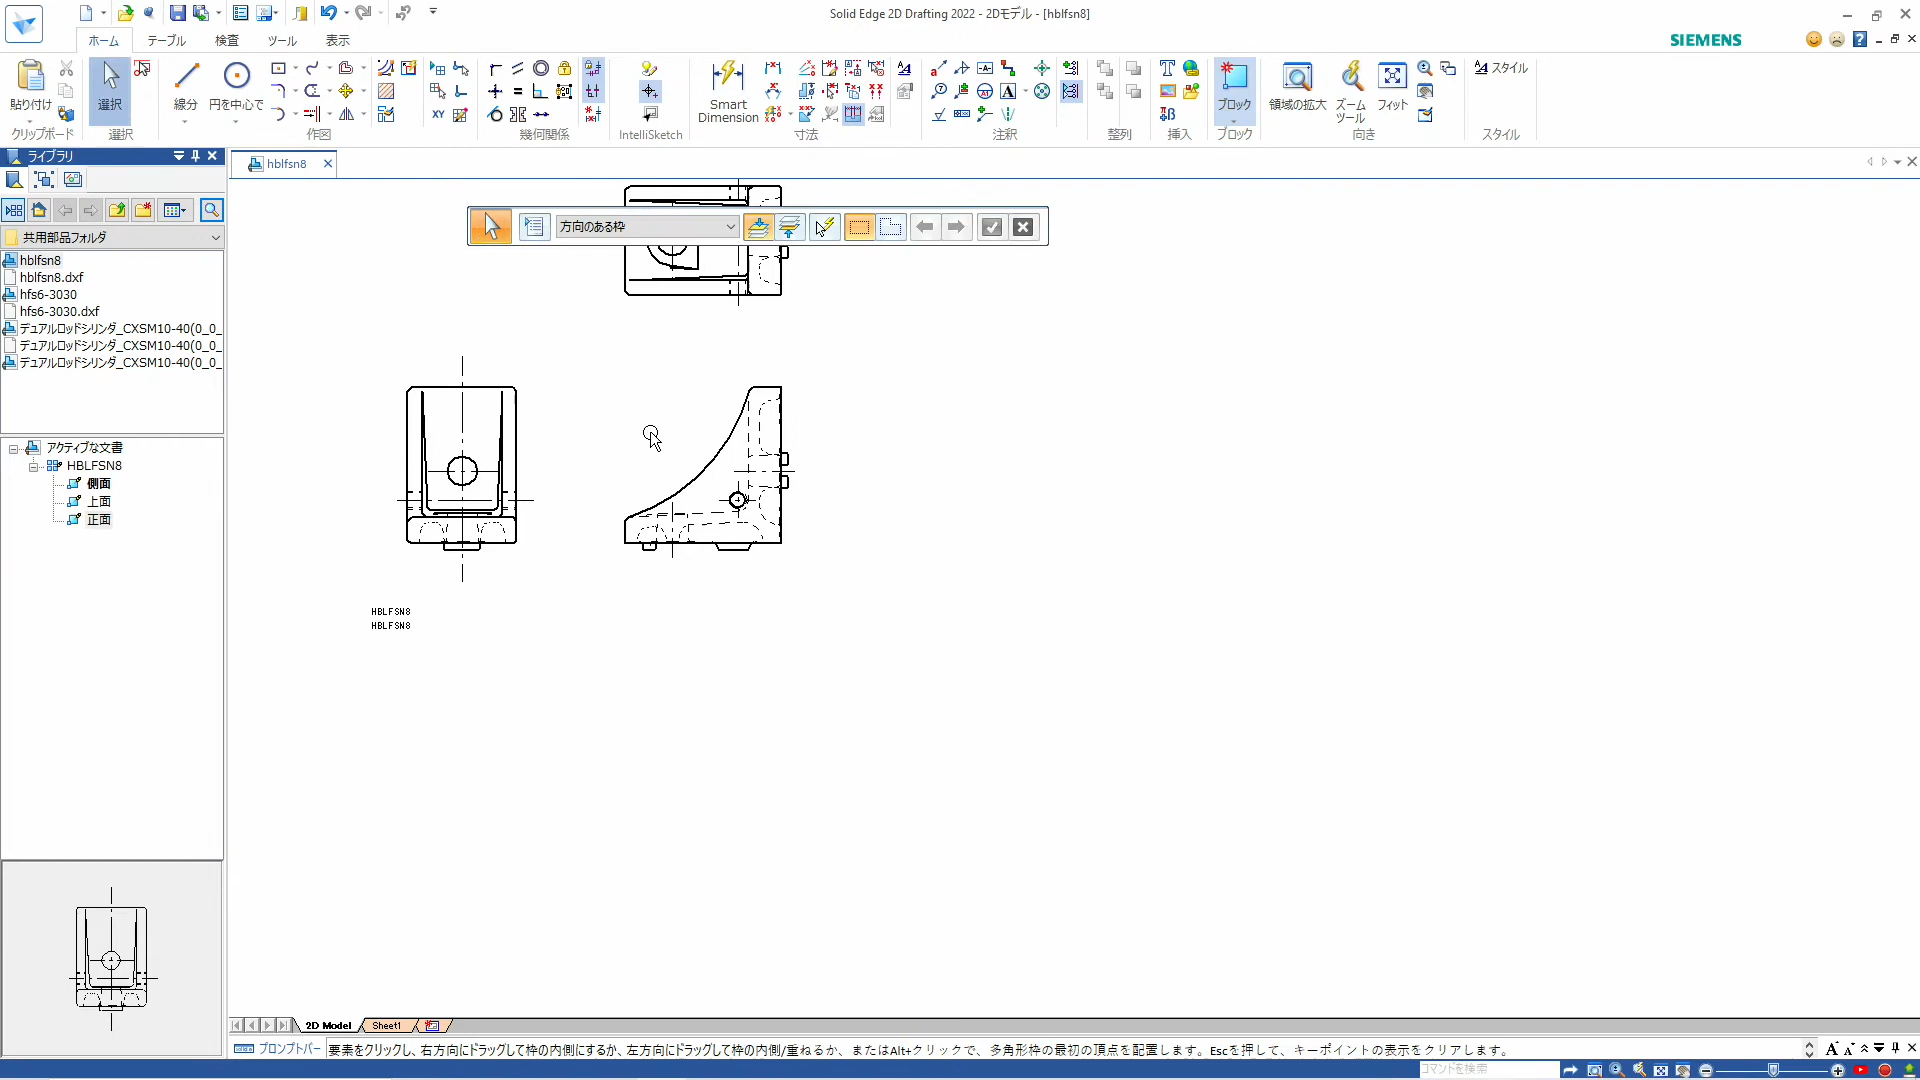 Solid Edge 2D Drafting 2022 - 2Dモデル - [hblfsn8]
ホーム テーブル 検査 ツール 表示
SIEMENS
貼り付け 選択 線分 円を中心で Smart Dimension ブロック 領域の拡大 ズームツール フィット スタイル
クリップボード 選択 作図 幾何関係 IntelliSketch 寸法 注釈 整列 挿入 ブロック 向き スタイル
ライブラリ
hblfsn8
方向のある枠
共用部品フォルダ
hblfsn8
hblfsn8.dxf
hfs6-3030
hfs6-3030.dxf
デュアルロッドシリンダ_CXSM10-40(0_0_
デュアルロッドシリンダ_CXSM10-40(0_0_
デュアルロッドシリンダ_CXSM10-40(0_0_
アクティブな文書
HBLFSN8
側面
上面
正面
HBLFSN8
HBLFSN8
2D Model Sheet1
プロンプトバー 要素をクリックし、右方向にドラッグして枠の内側にするか、左方向にドラッグして枠の内側/重ねるか、またはAlt+クリックで、多角形枠の最初の頂点を配置します。Escを押して、キーポイントの表示をクリアします。
コマンドを検索